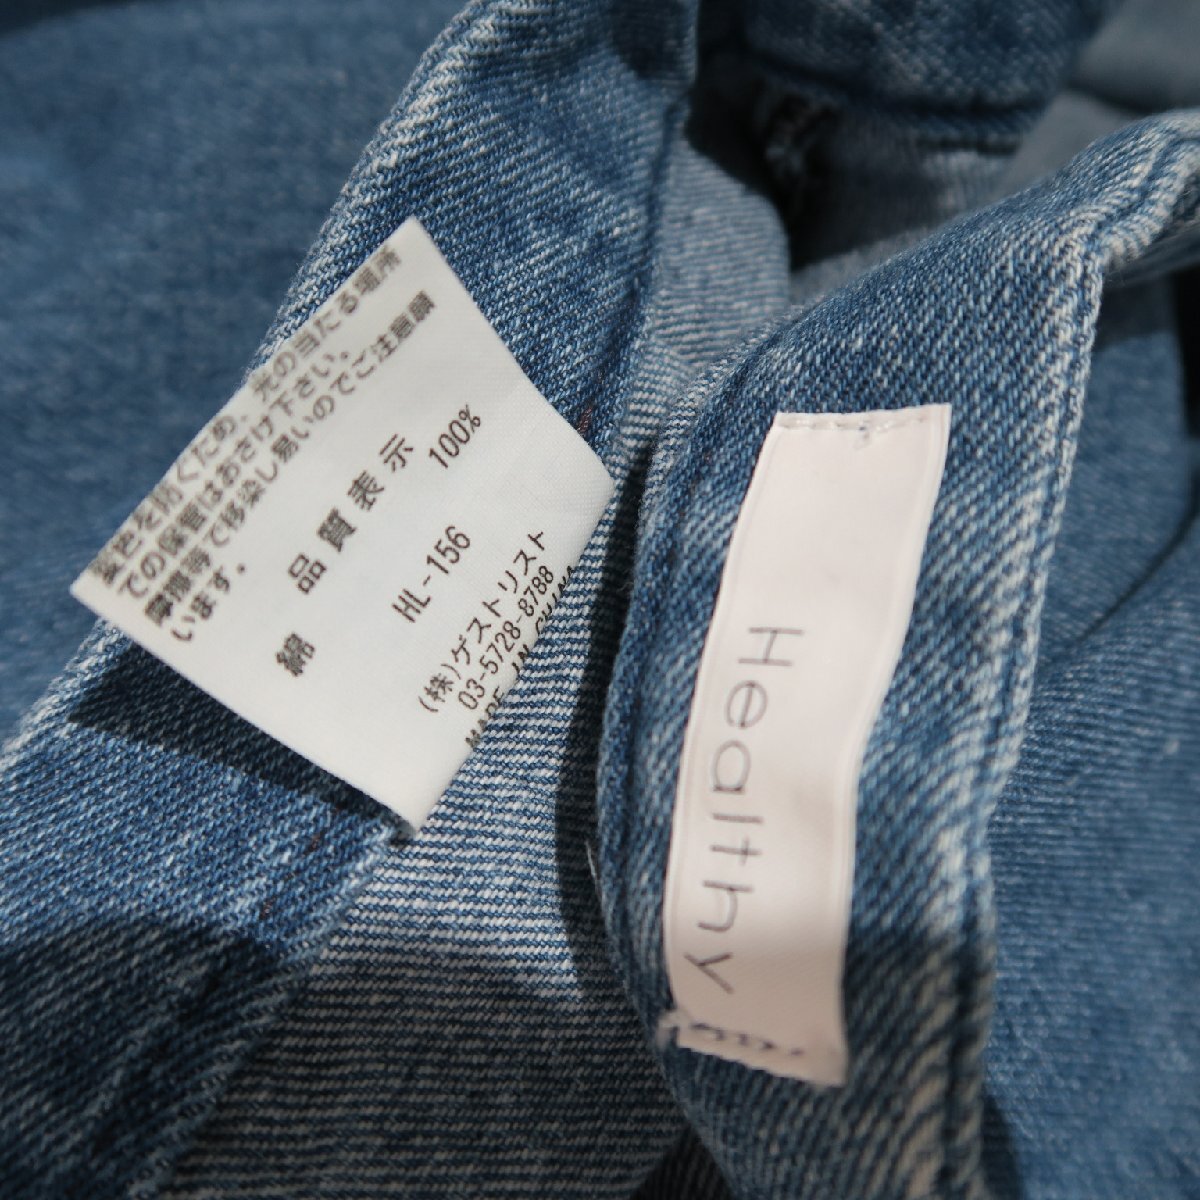 変色を防ぐため、光の当たる場所
での保管はおさけ下さい。
摩擦等で移染し易いのでご注意願
います。
品質表示
綿 100%
HL-156
(株)ゲストリスト
03-5728-8788
MADE IN CHINA
Healthy